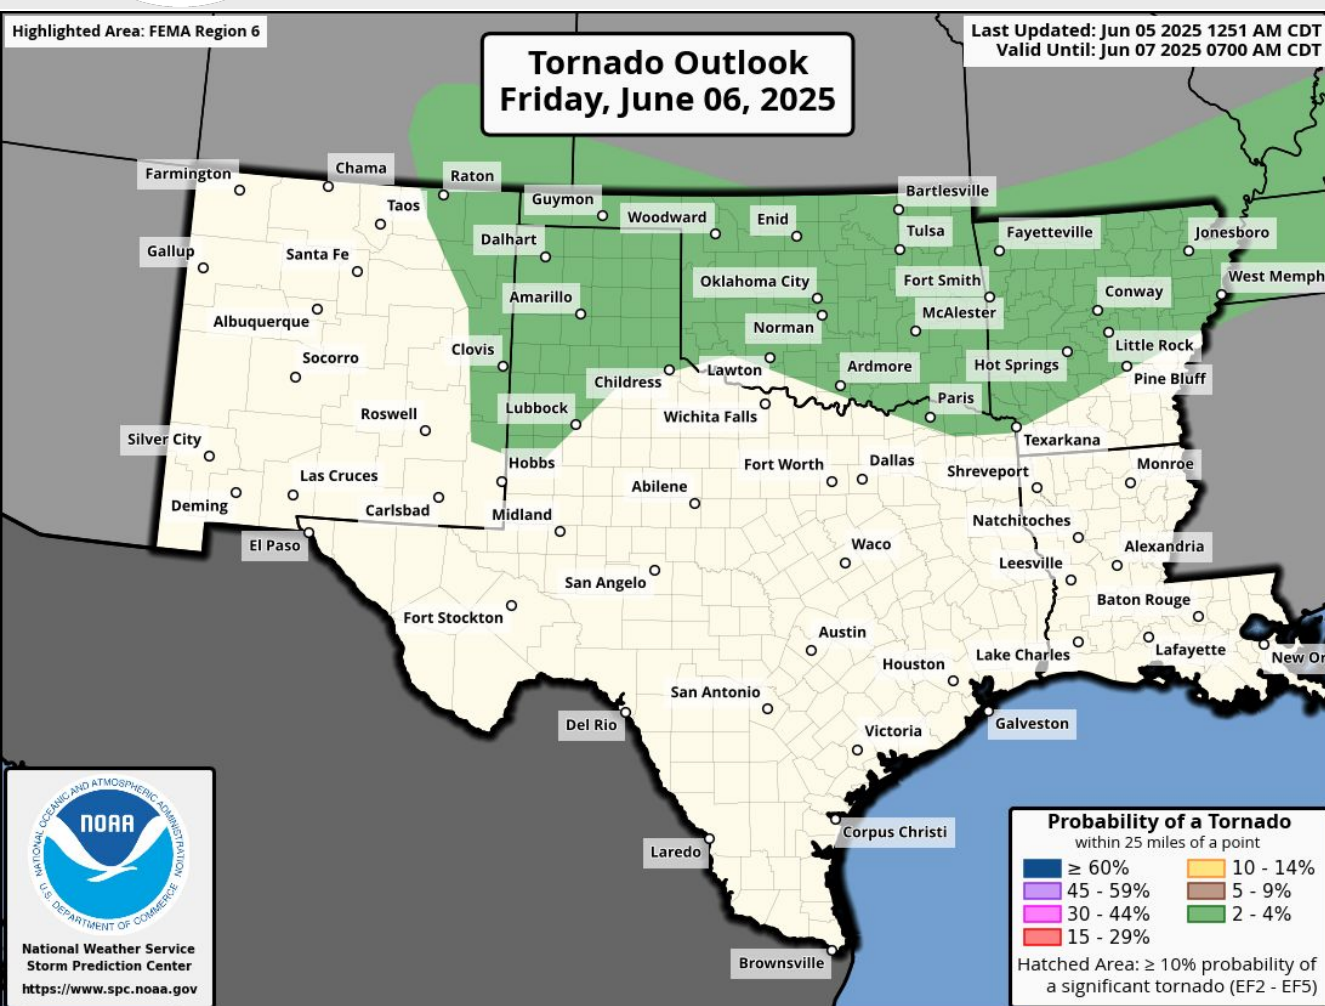 Highlighted Area: FEMA Region 6
Last Updated: Jun 05 2025 1251 AM CDT
Valid Until: Jun 07 2025 0700 AM CDT
Tornado Outlook
Friday, June 06, 2025
Farmington
Chama
Raton
Taos
Guymon
Bartlesville
Woodward
Enid
Tulsa
Fayetteville
Jonesboro
Gallup
Santa Fe
Dalhart
Oklahoma City
Fort Smith
West Memph
Amarillo
Conway
Albuquerque
Norman
McAlester
Socorro
Clovis
Little Rock
Childress
Lawton
Ardmore
Hot Springs
Pine Bluff
Roswell
Lubbock
Wichita Falls
Paris
Silver City
Texarkana
Las Cruces
Hobbs
Fort Worth
Dallas
Shreveport
Monroe
Deming
Carlsbad
Midland
Abilene
Natchitoches
El Paso
Waco
Alexandria
San Angelo
Leesville
Fort Stockton
Baton Rouge
Austin
Houston
Lake Charles
Lafayette
New Or
San Antonio
Del Rio
Victoria
Galveston
Corpus Christi
Laredo
Brownsville
NATIONAL OCEANIC AND ATMOSPHERIC ADMINISTRATION
NOAA
U.S. DEPARTMENT OF COMMERCE
National Weather Service
Storm Prediction Center
https://www.spc.noaa.gov
Probability of a Tornado
within 25 miles of a point
≥ 60%
10 - 14%
45 - 59%
5 - 9%
30 - 44%
2 - 4%
15 - 29%
Hatched Area: ≥ 10% probability of
a significant tornado (EF2 - EF5)